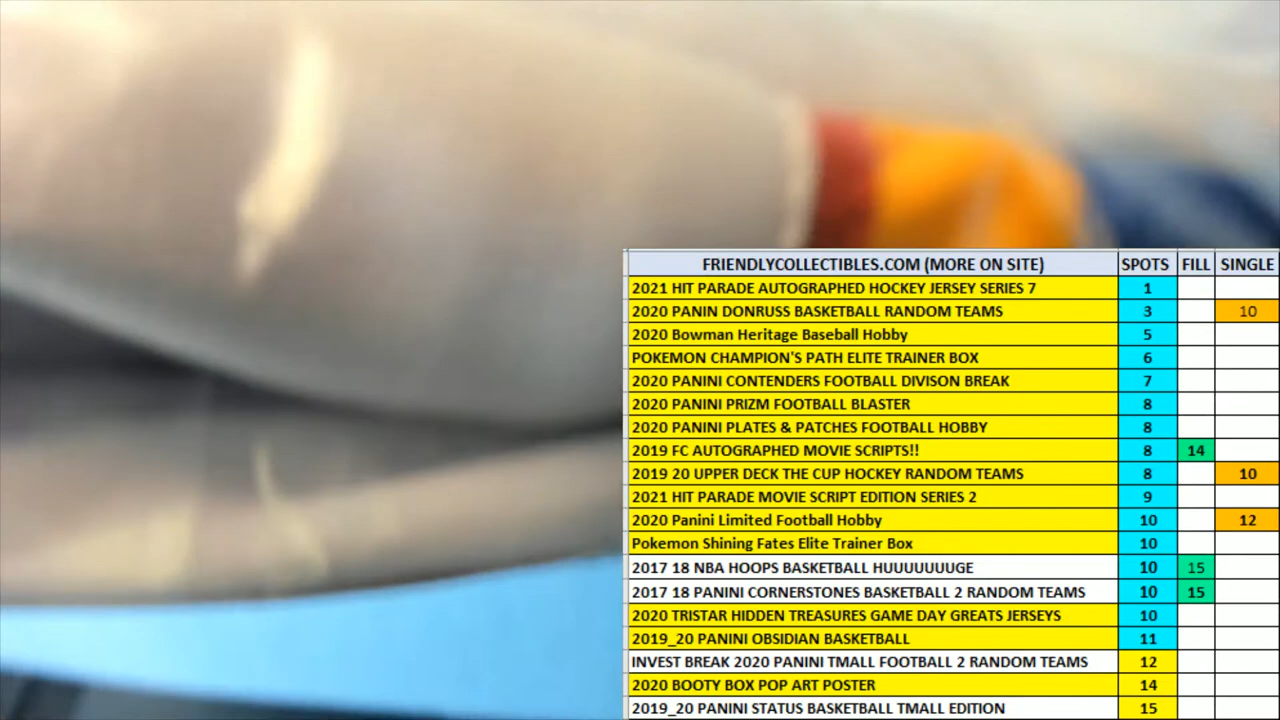 FRIENDLYCOLLECTIBLES.COM (MORE ON SITE) SPOTS FILL SINGLE
2021 HIT PARADE AUTOGRAPHED HOCKEY JERSEY SERIES 7 1
2020 PANIN DONRUSS BASKETBALL RANDOM TEAMS 3 10
2020 Bowman Heritage Baseball Hobby 5
POKEMON CHAMPION'S PATH ELITE TRAINER BOX 6
2020 PANINI CONTENDERS FOOTBALL DIVISON BREAK 7
2020 PANINI PRIZM FOOTBALL BLASTER 8
2020 PANINI PLATES & PATCHES FOOTBALL HOBBY 8
2019 FC AUTOGRAPHED MOVIE SCRIPTS!! 8 14
2019 20 UPPER DECK THE CUP HOCKEY RANDOM TEAMS 8 10
2021 HIT PARADE MOVIE SCRIPT EDITION SERIES 2 9
2020 Panini Limited Football Hobby 10 12
Pokemon Shining Fates Elite Trainer Box 10
2017 18 NBA HOOPS BASKETBALL HUUUUUUUGE 10 15
2017 18 PANINI CORNERSTONES BASKETBALL 2 RANDOM TEAMS 10 15
2020 TRISTAR HIDDEN TREASURES GAME DAY GREATS JERSEYS 10
2019_20 PANINI OBSIDIAN BASKETBALL 11
INVEST BREAK 2020 PANINI TMALL FOOTBALL 2 RANDOM TEAMS 12
2020 BOOTY BOX POP ART POSTER 14
2019_20 PANINI STATUS BASKETBALL TMALL EDITION 15